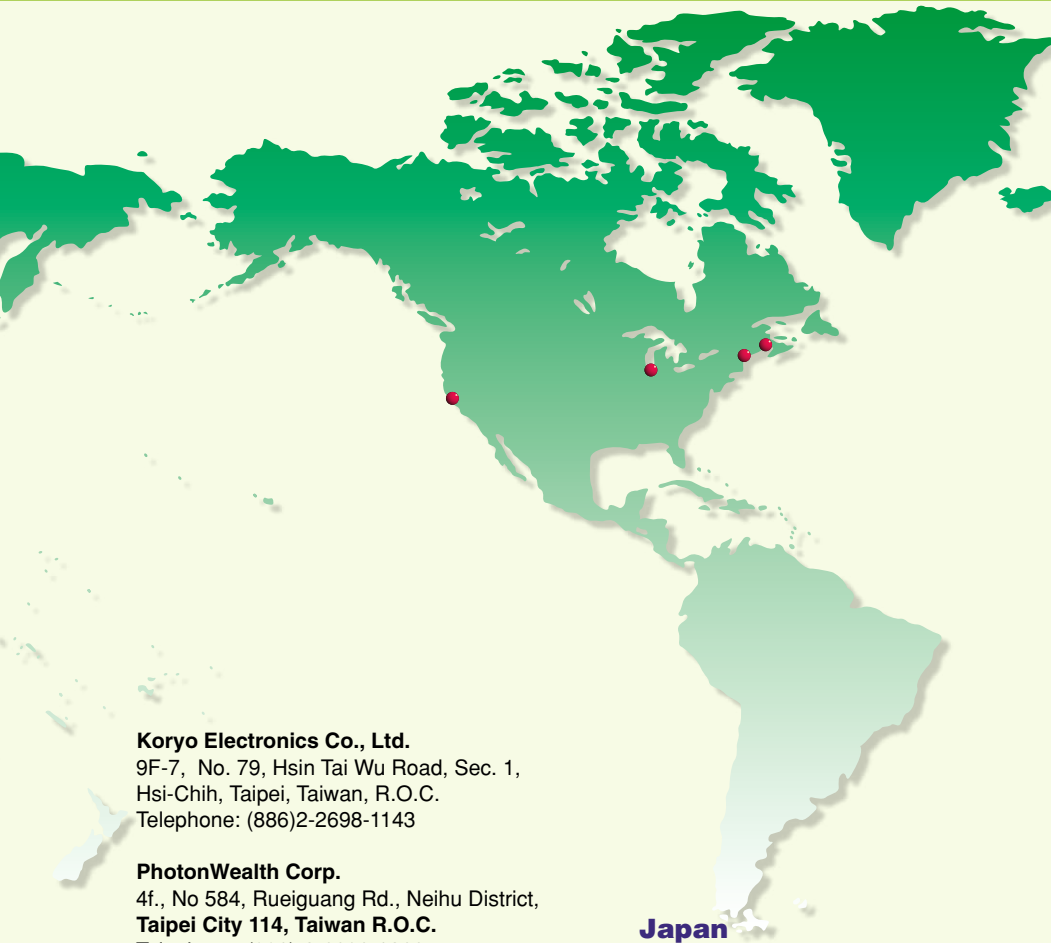 Koryo Electronics Co., Ltd.
9F-7, No. 79, Hsin Tai Wu Road, Sec. 1,
Hsi-Chih, Taipei, Taiwan, R.O.C.
Telephone: (886)2-2698-1143
PhotonWealth Corp.
4f., No 584, Rueiguang Rd., Neihu District,
Taipei City 114, Taiwan R.O.C.
Japan